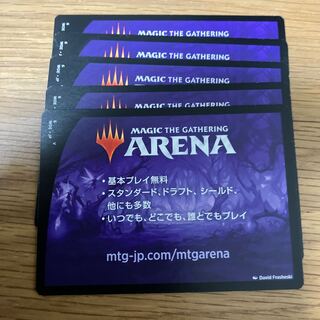 MAGIC THE GATHERING
MAGIC THE GATHERING
MAGIC THE GATHERING
MAGIC THE GATHERING
MAGIC THE GATHERING
ARENA
・基本プレイ無料
・スタンダード、ドラフト、シールド、
他にも多数
・いつでも、どこでも、誰とでもプレイ
mtg-jp.com/mtgarena
David Frasheski